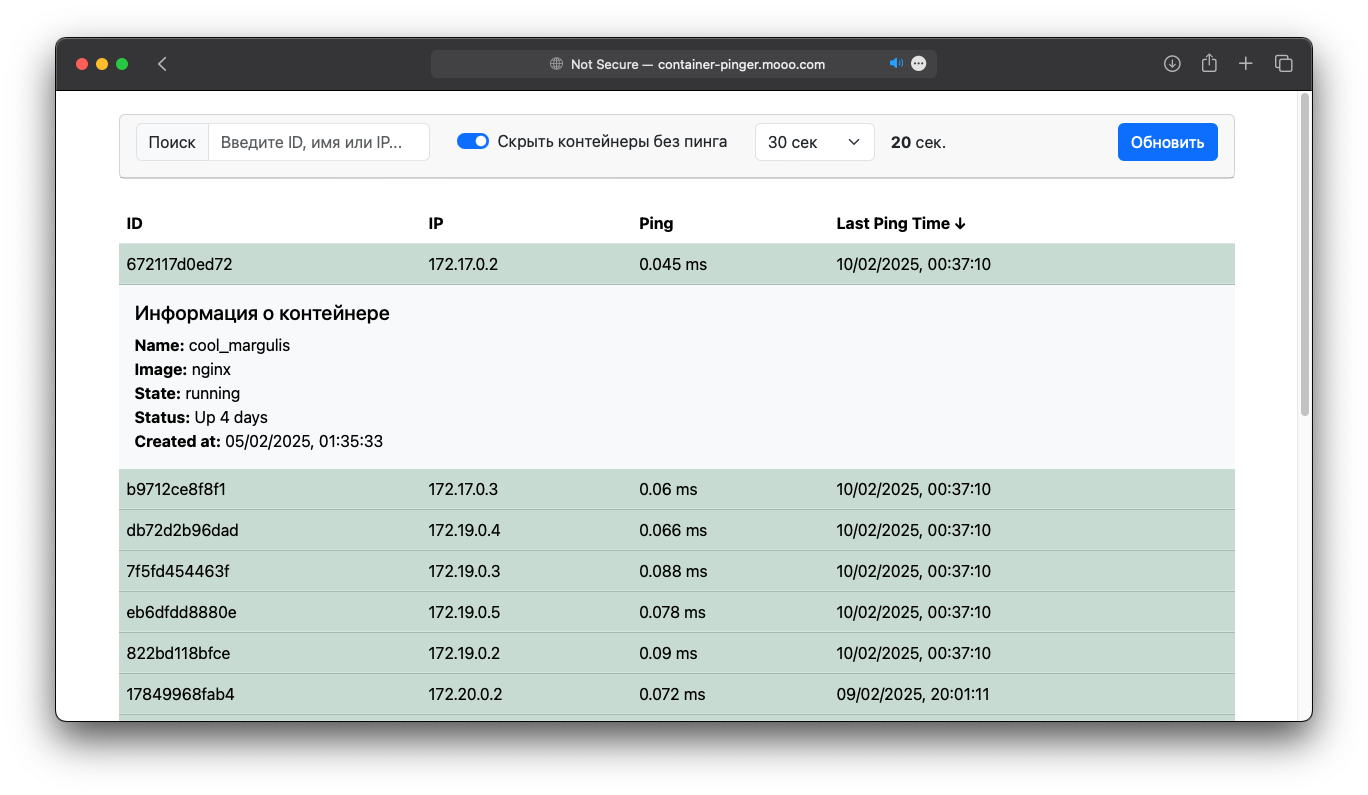 Not Secure — container-pinger.mooo.com
Поиск Введите ID, имя или IP... Скрыть контейнеры без пинга 30 сек 20 сек. Обновить
ID IP Ping Last Ping Time ↓
672117d0ed72 172.17.0.2 0.045 ms 10/02/2025, 00:37:10
Информация о контейнере
Name: cool_margulis
Image: nginx
State: running
Status: Up 4 days
Created at: 05/02/2025, 01:35:33
b9712ce8f8f1 172.17.0.3 0.06 ms 10/02/2025, 00:37:10
db72d2b96dad 172.19.0.4 0.066 ms 10/02/2025, 00:37:10
7f5fd454463f 172.19.0.3 0.088 ms 10/02/2025, 00:37:10
eb6dfdd8880e 172.19.0.5 0.078 ms 10/02/2025, 00:37:10
822bd118bfce 172.19.0.2 0.09 ms 10/02/2025, 00:37:10
17849968fab4 172.20.0.2 0.072 ms 09/02/2025, 20:01:11